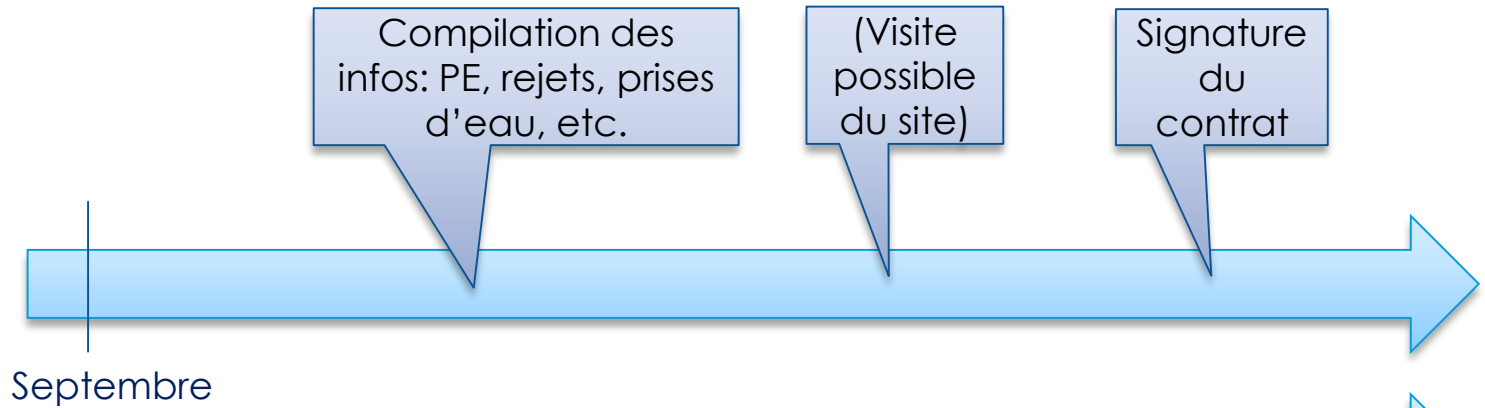 Compilation des
infos: PE, rejets, prises
d’eau, etc.
(Visite
possible
du site)
Signature
du
contrat
Septembre